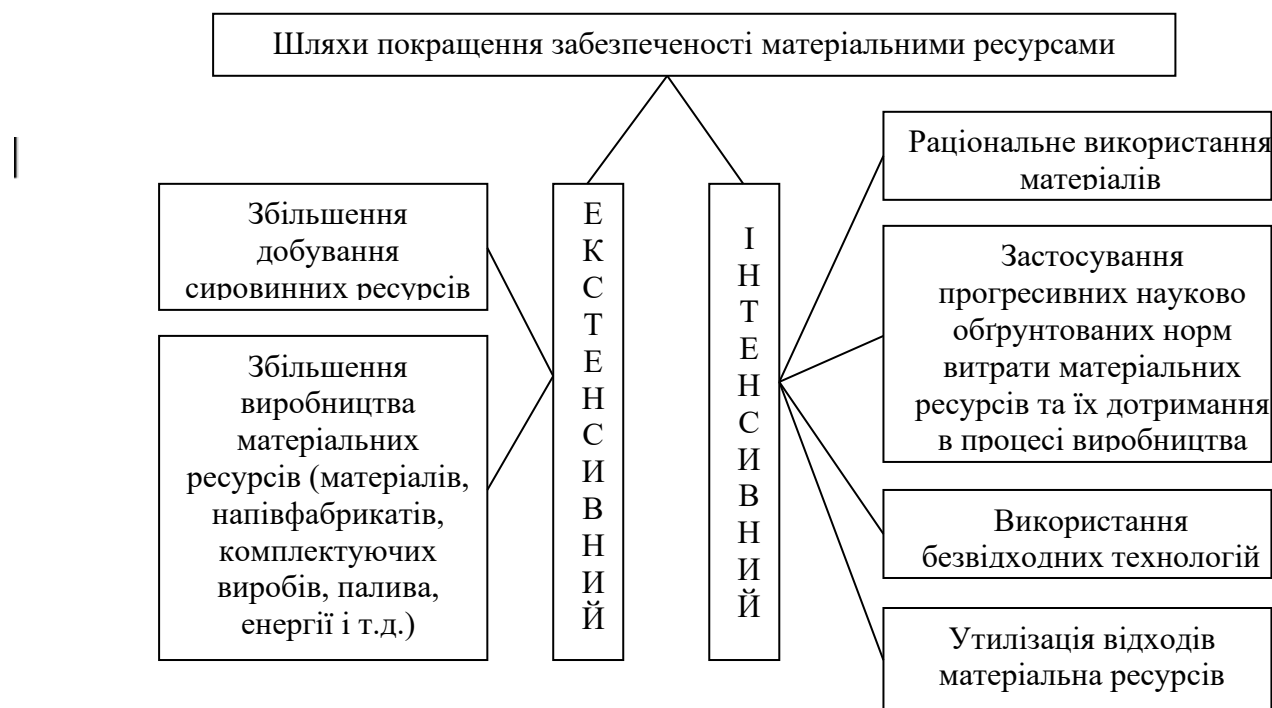 Шляхи покращення забезпеченості матеріальними ресурсами
Збільшення
добування
сировинних ресурсів
Збільшення
виробництва
матеріальних
ресурсів (матеріалів,
напівфабрикатів,
комплектуючих
виробів, палива,
енергії і т.д.)
Е
К
С
Т
Е
Н
С
И
В
Н
И
Й
І
Н
Т
Е
Н
С
И
В
Н
И
Й
Раціональне використання
матеріалів
Застосування
прогресивних науково
обґрунтованих норм
витрати матеріальних
ресурсів та їх дотримання
в процесі виробництва
Використання
безвідходних технологій
Утилізація відходів
матеріальна ресурсів